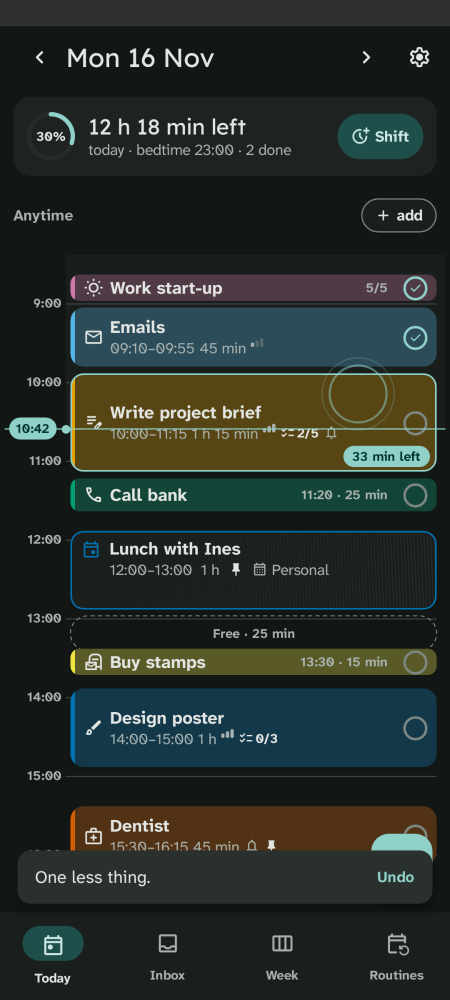 Mon 16 Nov
30%
12 h 18 min left
today · bedtime 23:00 · 2 done
Shift
Anytime
+ add
Work start-up
5/5
9:00
Emails
09:10–09:55 45 min
10:00
Write project brief
10:00–11:15 1 h 15 min 2/5
10:42
33 min left
11:00
Call bank
11:20 · 25 min
12:00
Lunch with Ines
12:00–13:00 1 h Personal
13:00
Free · 25 min
Buy stamps
13:30 · 15 min
14:00
Design poster
14:00–15:00 1 h 0/3
15:00
Dentist
15:30–16:15 45 min
One less thing.
Undo
Today
Inbox
Week
Routines